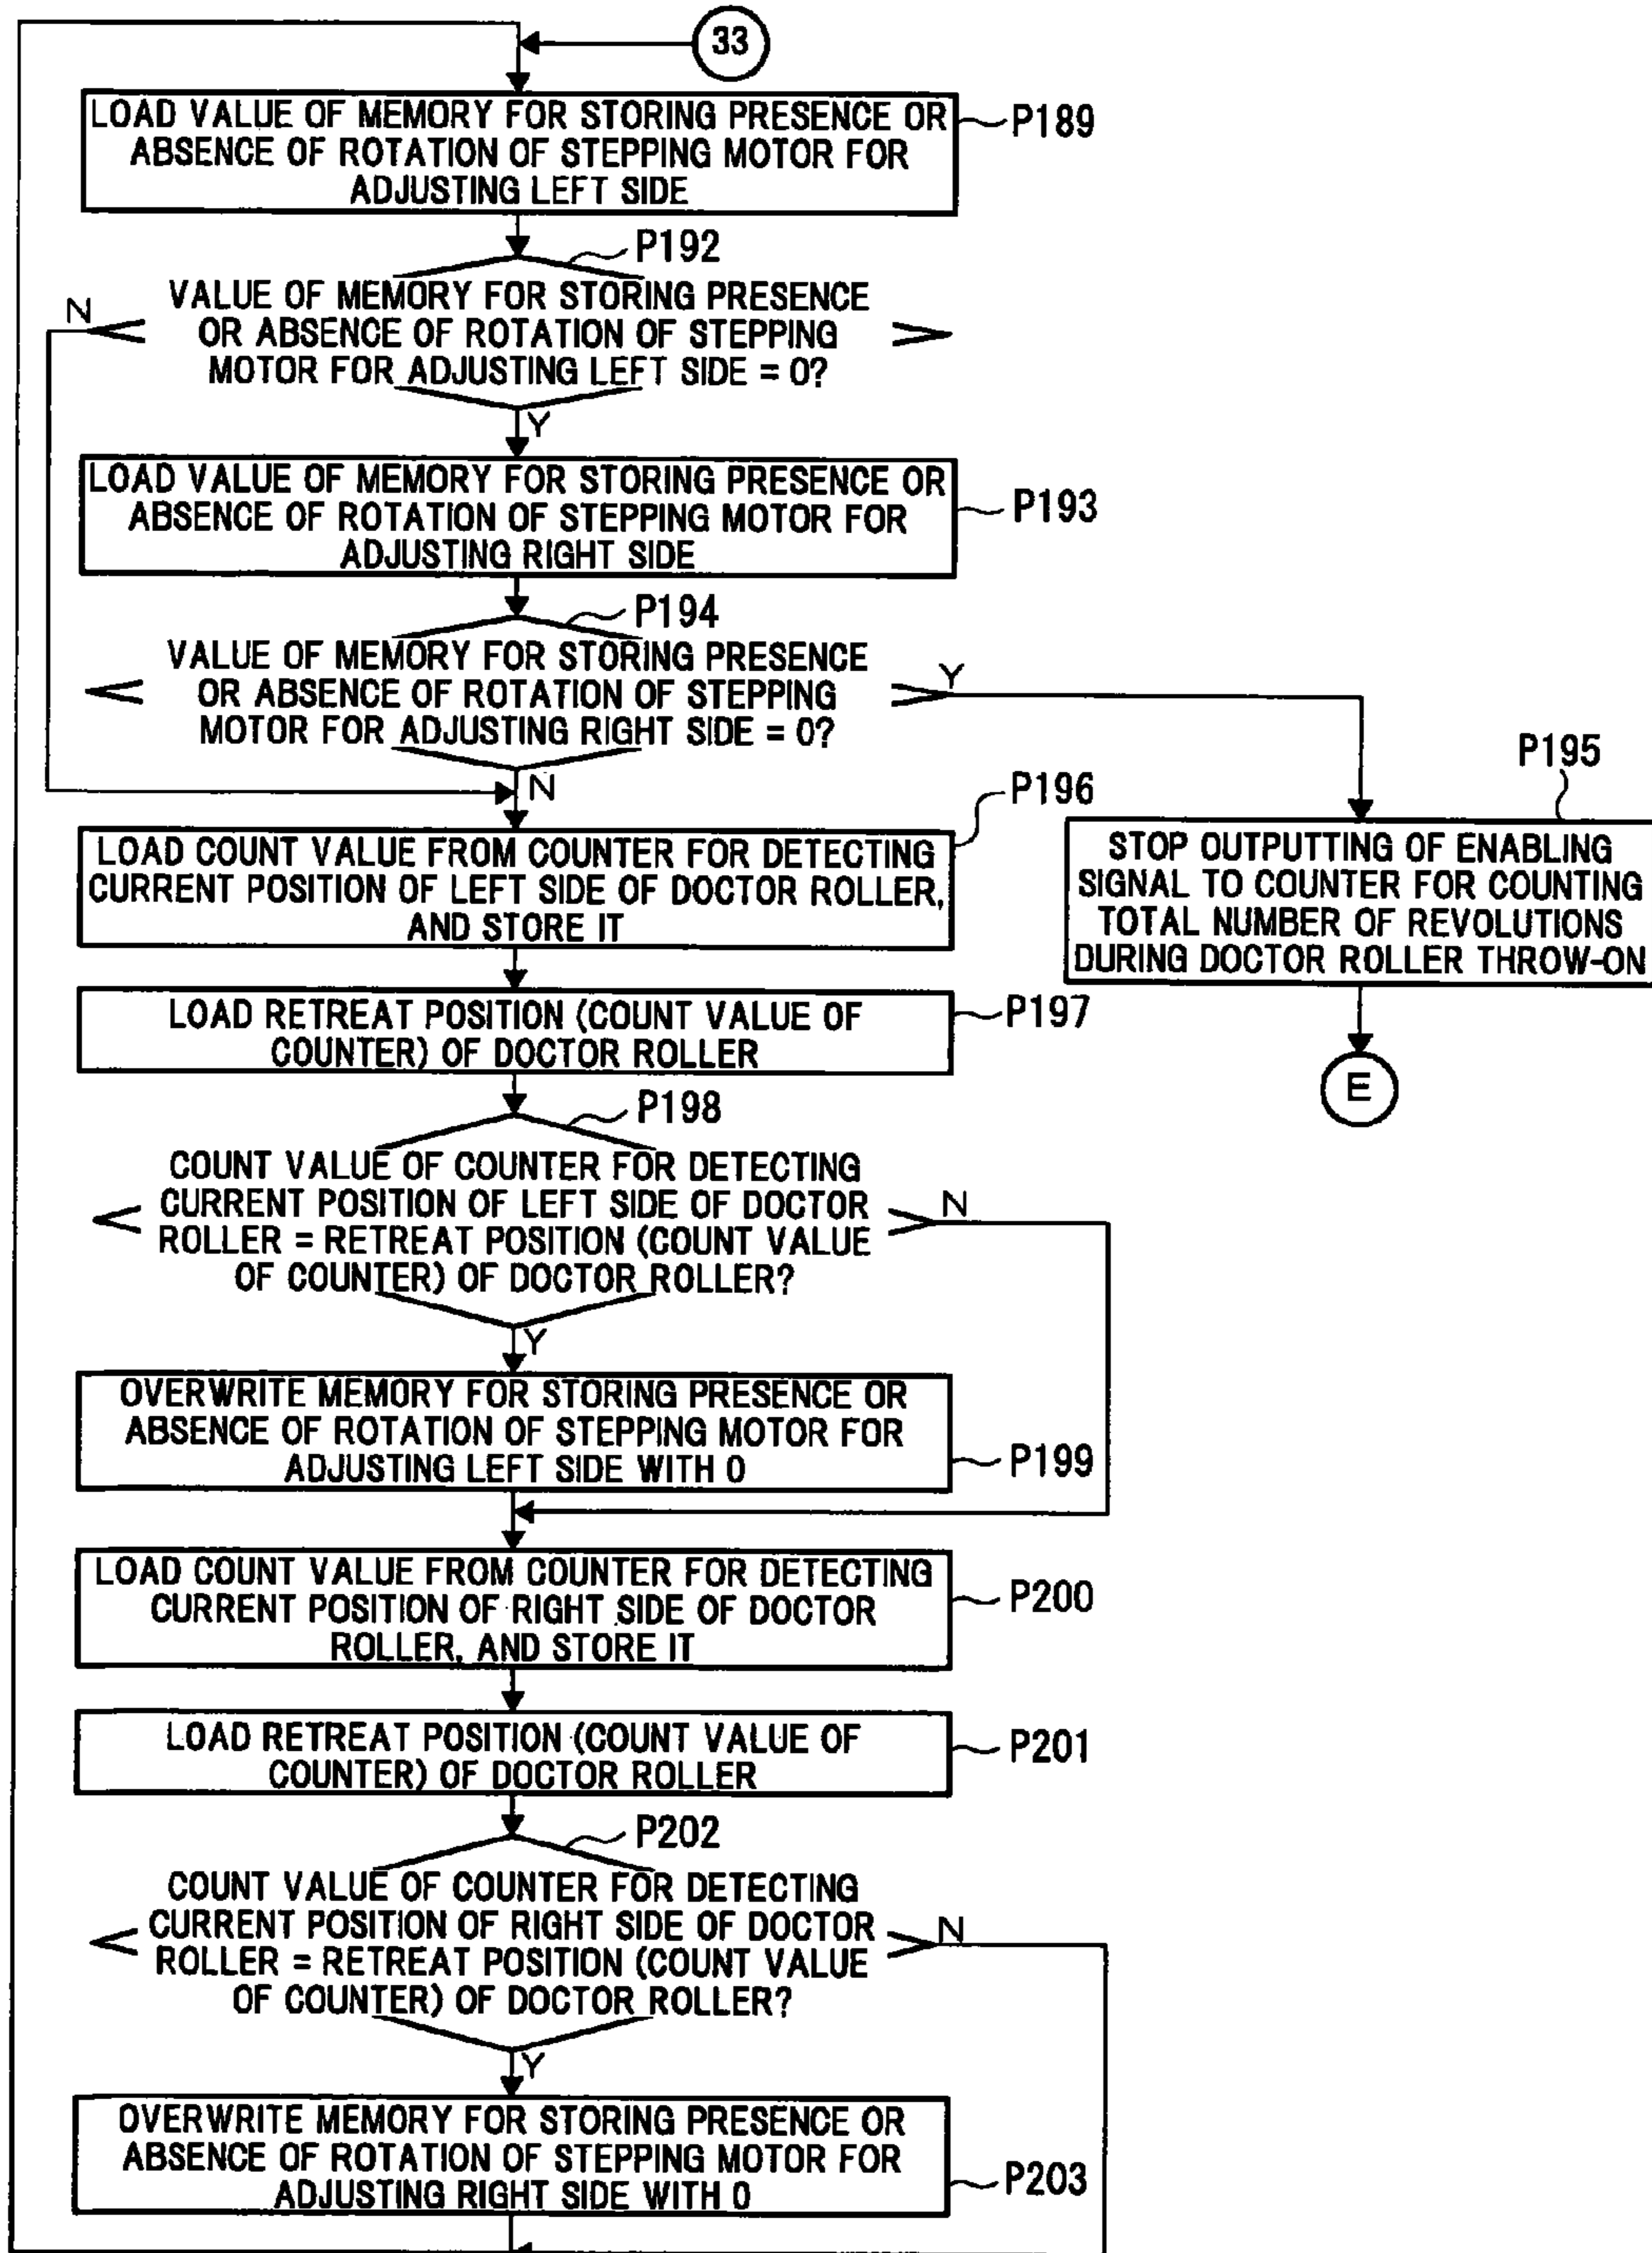 33
LOAD VALUE OF MEMORY FOR STORING PRESENCE OR
ABSENCE OF ROTATION OF STEPPING MOTOR FOR
ADJUSTING LEFT SIDE
P189
P192
VALUE OF MEMORY FOR STORING PRESENCE
OR ABSENCE OF ROTATION OF STEPPING
MOTOR FOR ADJUSTING LEFT SIDE = 0?
N
Y
LOAD VALUE OF MEMORY FOR STORING PRESENCE OR
ABSENCE OF ROTATION OF STEPPING MOTOR FOR
ADJUSTING RIGHT SIDE
P193
P194
VALUE OF MEMORY FOR STORING PRESENCE
OR ABSENCE OF ROTATION OF STEPPING
MOTOR FOR ADJUSTING RIGHT SIDE = 0?
Y
N
P195
STOP OUTPUTTING OF ENABLING
SIGNAL TO COUNTER FOR COUNTING
TOTAL NUMBER OF REVOLUTIONS
DURING DOCTOR ROLLER THROW-ON
E
P196
LOAD COUNT VALUE FROM COUNTER FOR DETECTING
CURRENT POSITION OF LEFT SIDE OF DOCTOR ROLLER,
AND STORE IT
LOAD RETREAT POSITION (COUNT VALUE OF
COUNTER) OF DOCTOR ROLLER
P197
P198
COUNT VALUE OF COUNTER FOR DETECTING
CURRENT POSITION OF LEFT SIDE OF DOCTOR
ROLLER = RETREAT POSITION (COUNT VALUE
OF COUNTER) OF DOCTOR ROLLER?
N
Y
OVERWRITE MEMORY FOR STORING PRESENCE OR
ABSENCE OF ROTATION OF STEPPING MOTOR FOR
ADJUSTING LEFT SIDE WITH 0
P199
LOAD COUNT VALUE FROM COUNTER FOR DETECTING
CURRENT POSITION OF RIGHT SIDE OF DOCTOR
ROLLER, AND STORE IT
P200
LOAD RETREAT POSITION (COUNT VALUE OF
COUNTER) OF DOCTOR ROLLER
P201
P202
COUNT VALUE OF COUNTER FOR DETECTING
CURRENT POSITION OF RIGHT SIDE OF DOCTOR
ROLLER = RETREAT POSITION (COUNT VALUE
OF COUNTER) OF DOCTOR ROLLER?
N
Y
OVERWRITE MEMORY FOR STORING PRESENCE OR
ABSENCE OF ROTATION OF STEPPING MOTOR FOR
ADJUSTING RIGHT SIDE WITH 0
P203